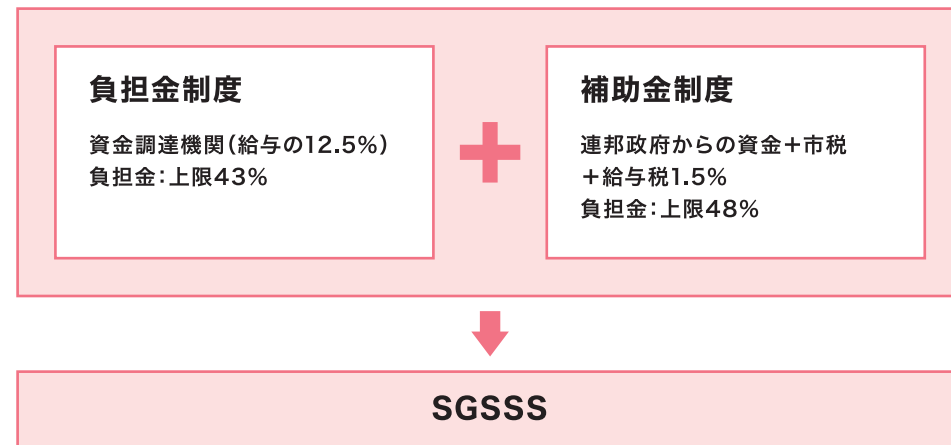 負担金制度
資金調達機関（給与の12.5%）
負担金：上限43%
補助金制度
連邦政府からの資金＋市税
＋給与税1.5%
負担金：上限48%
SGSSS